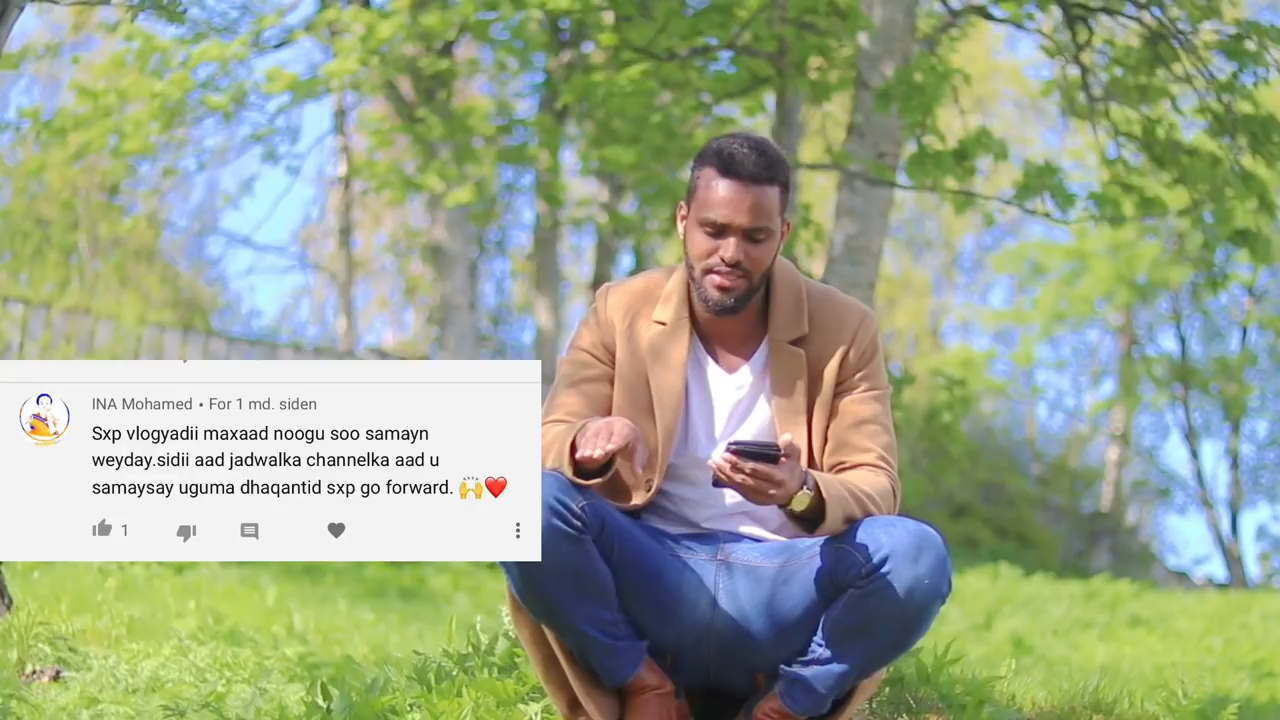 INA Mohamed • For 1 md. siden
Sxp vlogyadii maxaad noogu soo samayn
weyday.sidii aad jadwalka channelka aad u
samaysay uguma dhaqantid sxp go forward. 🙌❤️
1